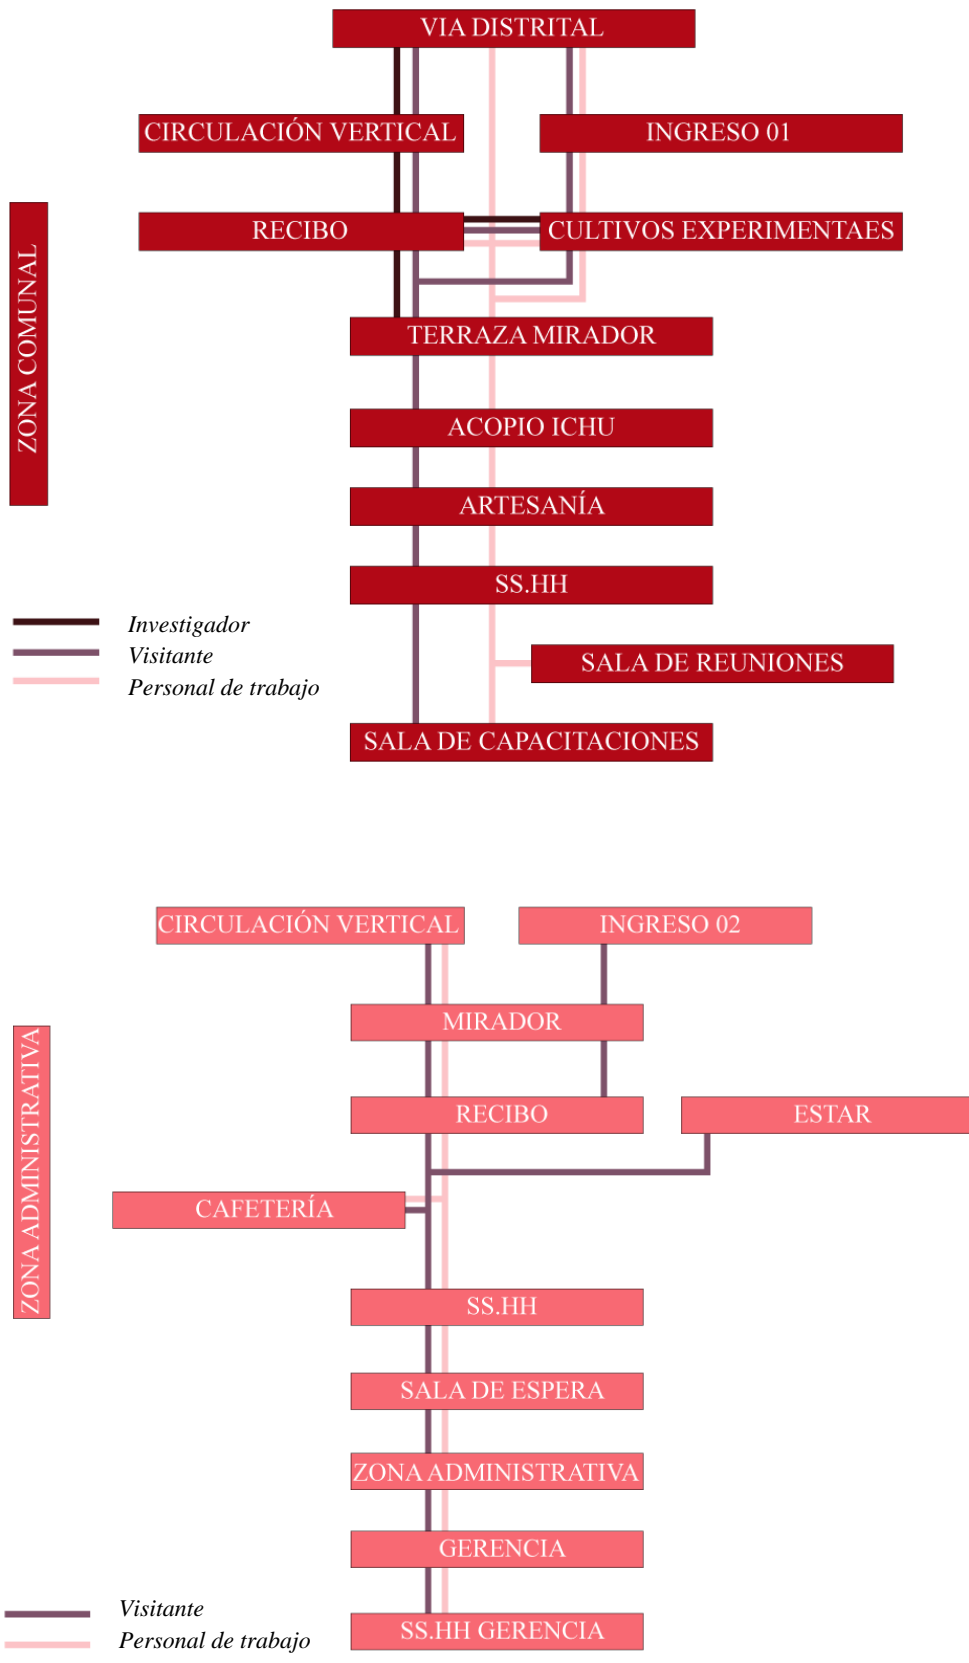 VIA DISTRITAL
CIRCULACIÓN VERTICAL
INGRESO 01
RECIBO
CULTIVOS EXPERIMENTAES
ZONA COMUNAL
TERRAZA MIRADOR
ACOPIO ICHU
ARTESANÍA
SS.HH
SALA DE REUNIONES
SALA DE CAPACITACIONES
Investigador
Visitante
Personal de trabajo
CIRCULACIÓN VERTICAL
INGRESO 02
MIRADOR
RECIBO
ESTAR
ZONA ADMINISTRATIVA
CAFETERÍA
SS.HH
SALA DE ESPERA
ZONA ADMINISTRATIVA
GERENCIA
SS.HH GERENCIA
Visitante
Personal de trabajo